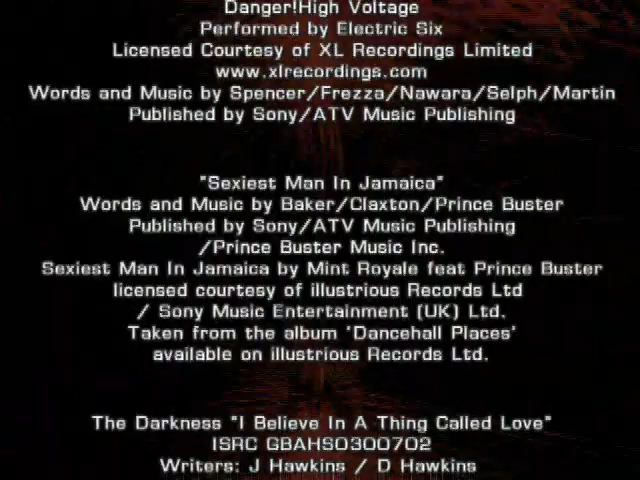 Danger!High Voltage
Performed by Electric Six
Licensed Courtesy of XL Recordings Limited
www.xlrecordings.com
Words and Music by Spencer/Frezza/Nawara/Selph/Martin
Published by Sony/ATV Music Publishing
"Sexiest Man In Jamaica"
Words and Music by Baker/Claxton/Prince Buster
Published by Sony/ATV Music Publishing
/Prince Buster Music Inc.
Sexiest Man In Jamaica by Mint Royale feat Prince Buster
licensed courtesy of illustrious Records Ltd
/ Sony Music Entertainment (UK) Ltd.
Taken from the album 'Dancehall Places'
available on illustrious Records Ltd.
The Darkness "I Believe In A Thing Called Love"
ISRC GBAHS0300702
Writers: J Hawkins / D Hawkins